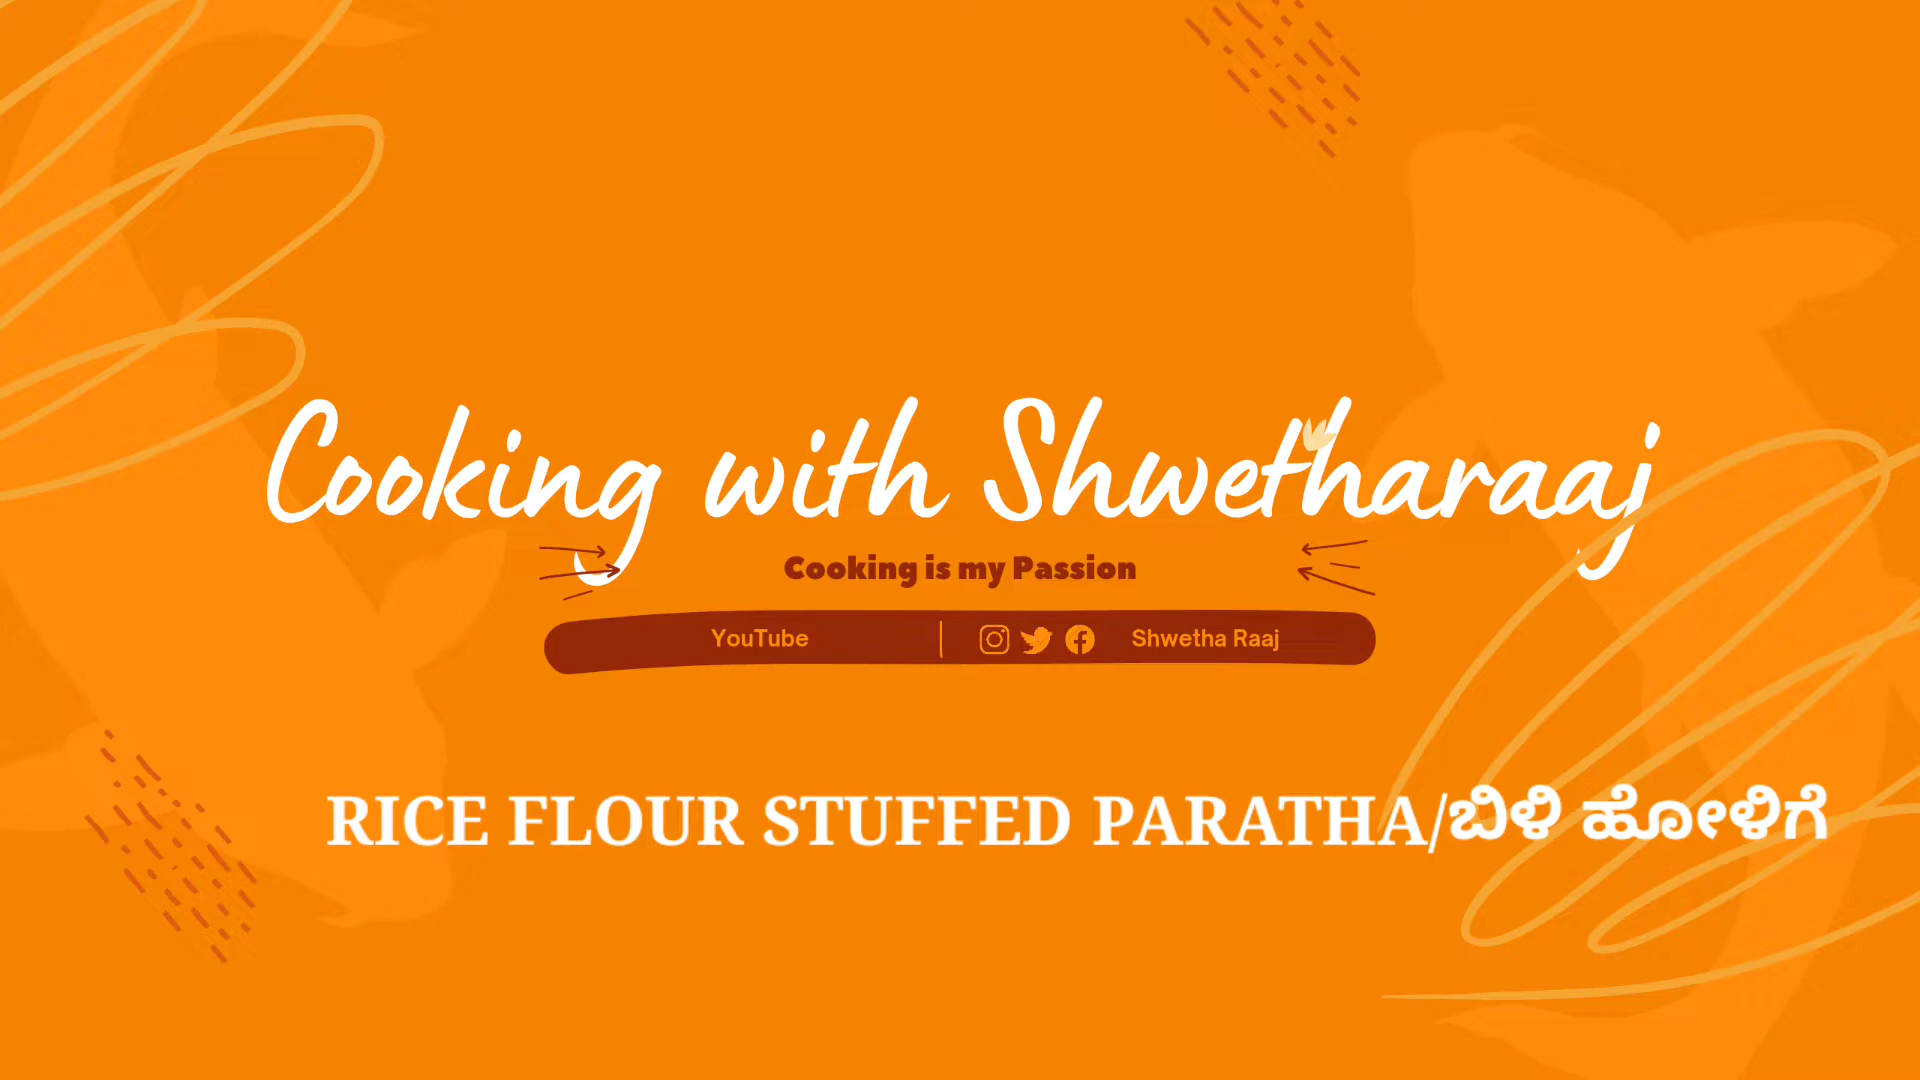 Cooking with Shwetharaaj
Cooking is my Passion
YouTube | Shwetha Raaj
RICE FLOUR STUFFED PARATHA/ಬಿಳಿ ಹೋಳಿಗೆ